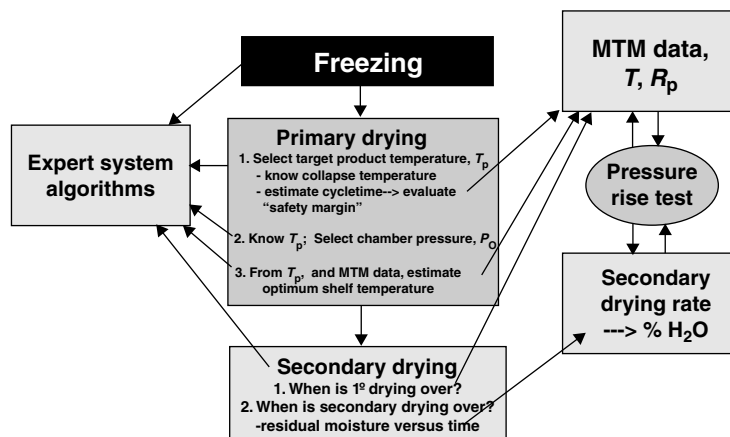 Freezing
MTM data,
T, Rp
Expert system
algorithms
Primary drying
1. Select target product temperature, Tp
- know collapse temperature
- estimate cycletime--> evaluate
“safety margin”
2. Know Tp; Select chamber pressure, PO
3. From Tp, and MTM data, estimate
optimum shelf temperature
Pressure
rise test
Secondary
drying rate
---> % H2O
Secondary drying
1. When is 1º drying over?
2. When is secondary drying over?
-residual moisture versus time